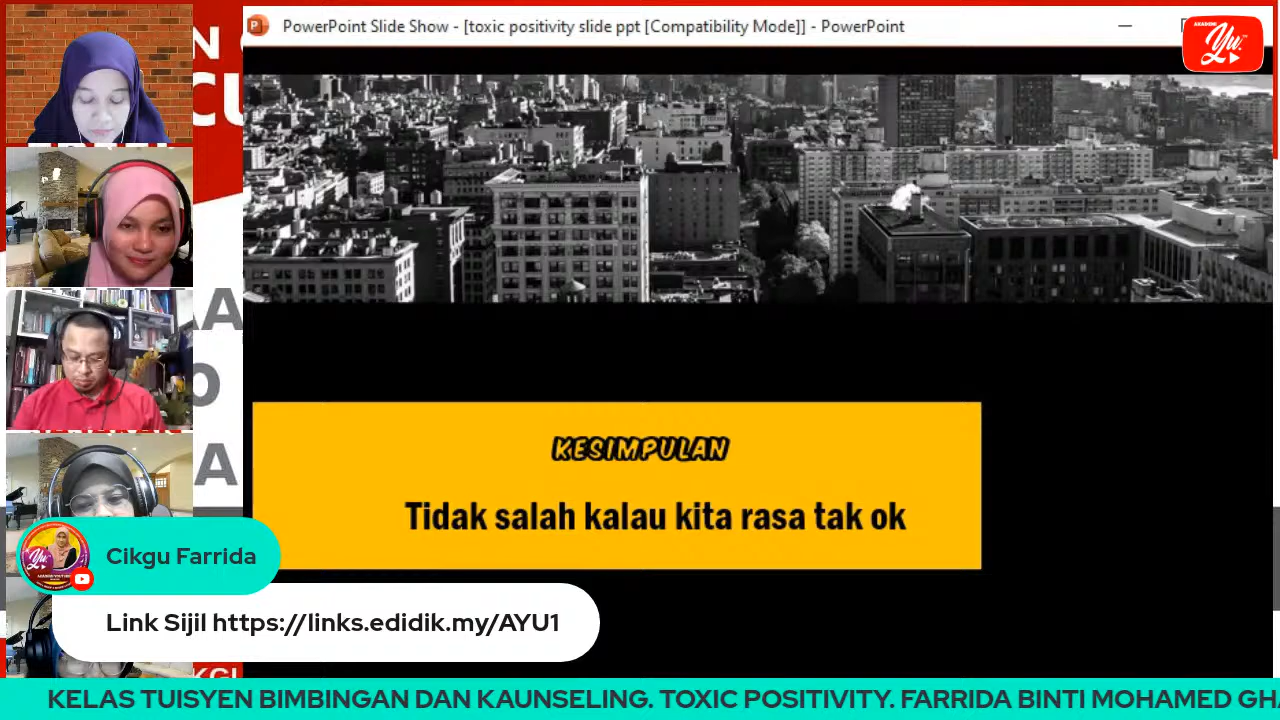 PowerPoint Slide Show - [toxic positivity slide ppt [Compatibility Mode]] - PowerPoint
AKADEMI
Yu
KESIMPULAN
Tidak salah kalau kita rasa tak ok
Cikgu Farrida
Link Sijil https://links.edidik.my/AYU1
KELAS TUISYEN BIMBINGAN DAN KAUNSELING. TOXIC POSITIVITY. FARRIDA BINTI MOHAMED GHA